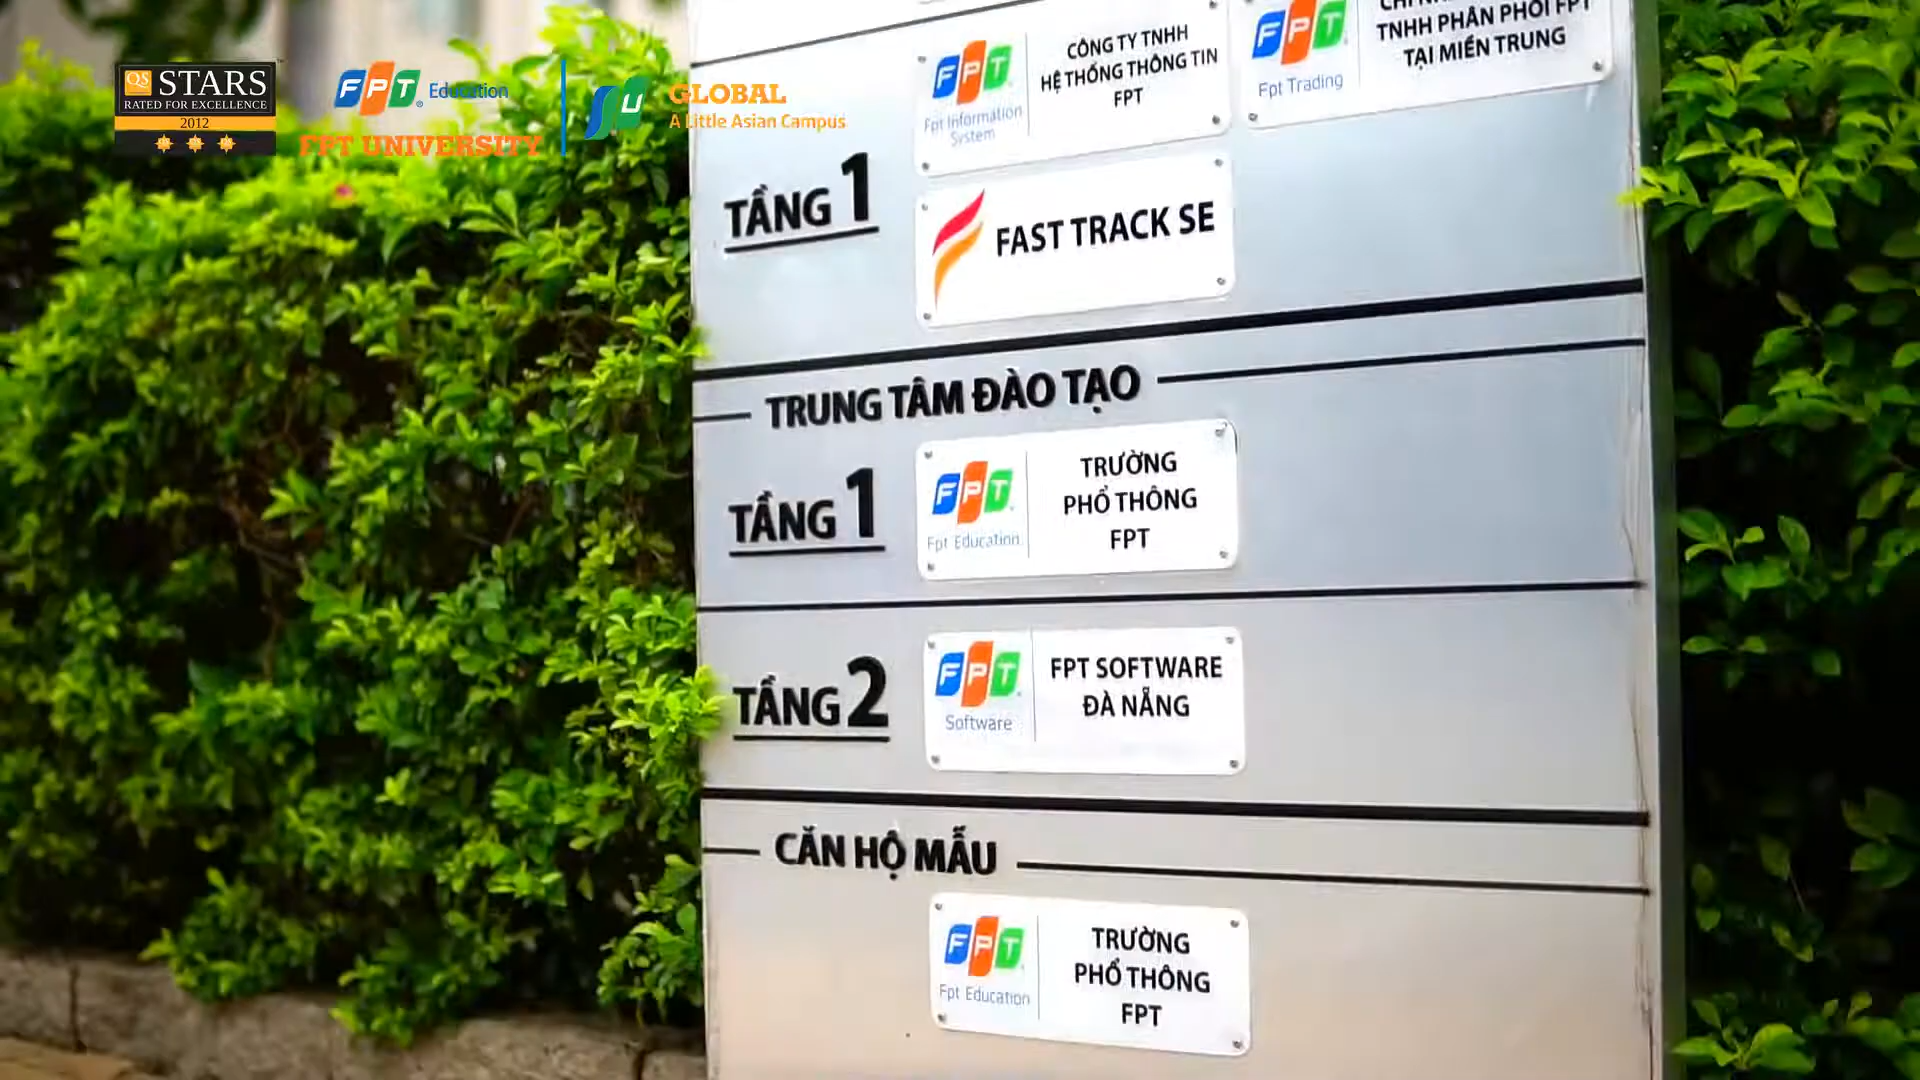 QS STARS
RATED FOR EXCELLENCE
2012
FPT Education
FPT UNIVERSITY
GLOBAL
A Little Asian Campus
FPT
Fpt Information
System
CÔNG TY TNHH
HỆ THỐNG THÔNG TIN
FPT
FPT
Fpt Trading
TNHH PHÂN PHỐI FPT
TẠI MIỀN TRUNG
TẦNG 1
FAST TRACK SE
TRUNG TÂM ĐÀO TẠO
TẦNG 1
FPT
Fpt Education
TRƯỜNG
PHỔ THÔNG
FPT
TẦNG 2
FPT
Software
FPT SOFTWARE
ĐÀ NẴNG
CĂN HỘ MẪU
FPT
Fpt Education
TRƯỜNG
PHỔ THÔNG
FPT